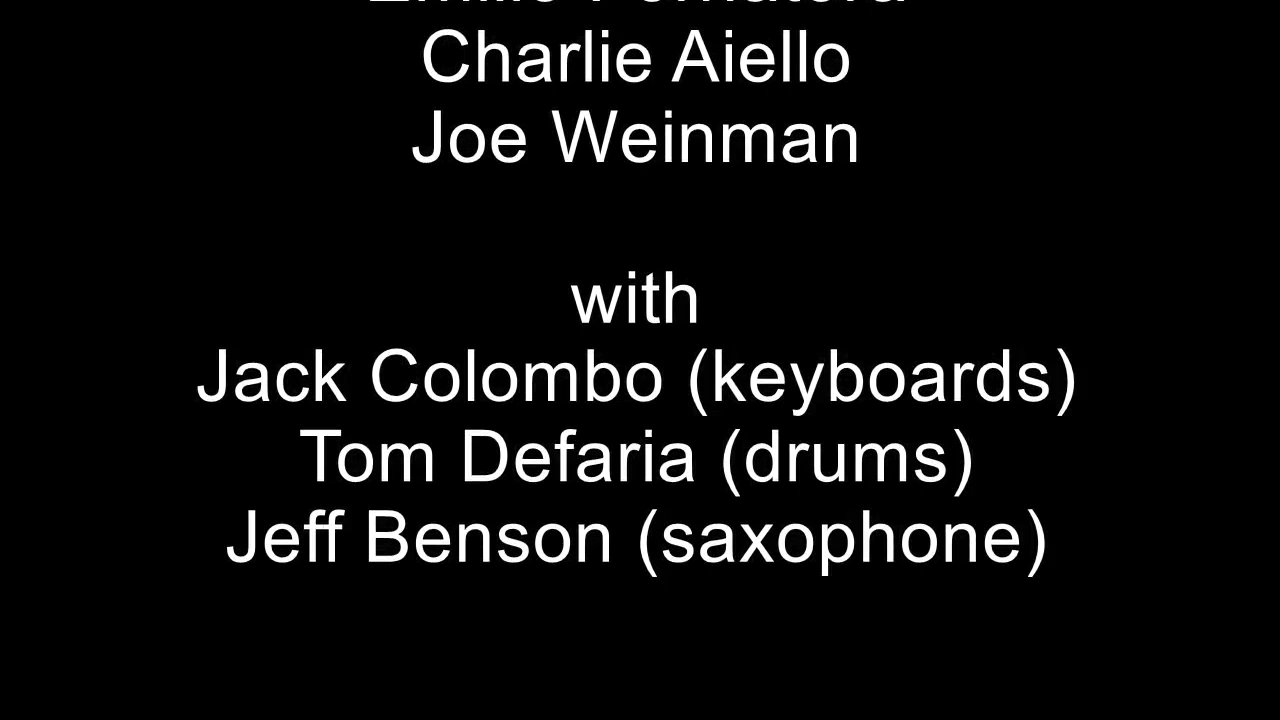 Charlie Aiello
Joe Weinman
with
Jack Colombo (keyboards)
Tom Defaria (drums)
Jeff Benson (saxophone)